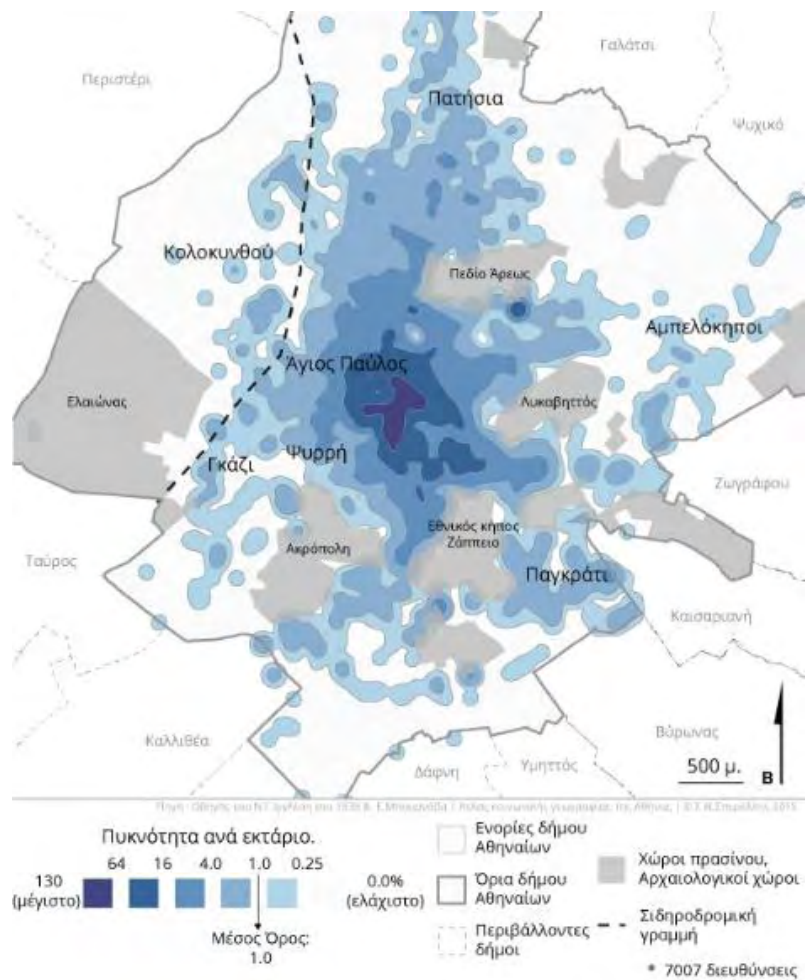 Γαλάτσι
Περιστέρι
Πατήσια
Ψυχικό
Κολοκυνθού
Πεδίο Άρεως
Αμπελόκηποι
Άγιος Παύλος
Ελαιώνας
Λυκαβηττός
Ψυρρή
Γκάζι
Ζωγράφου
Εθνικός κήπος
Ζάππειο
Ακρόπολη
Ταύρος
Παγκράτι
Καισαριανή
Καλλιθέα
Βύρωνας
Δάφνη
Υμηττός
500 μ.
B
Πυκνότητα ανά εκτάριο.
64 16 4.0 1.0 0.25
130
(μέγιστο)
0.0%
(ελάχιστο)
Μέσος Όρος:
1.0
Ενορίες δήμου
Αθηναίων
Όρια δήμου
Αθηναίων
Περιβάλλοντες
δήμοι
Χώροι πρασίνου,
Αρχαιολογικοί χώροι
Σιδηροδρομική
γραμμή
7007 διευθύνσεις